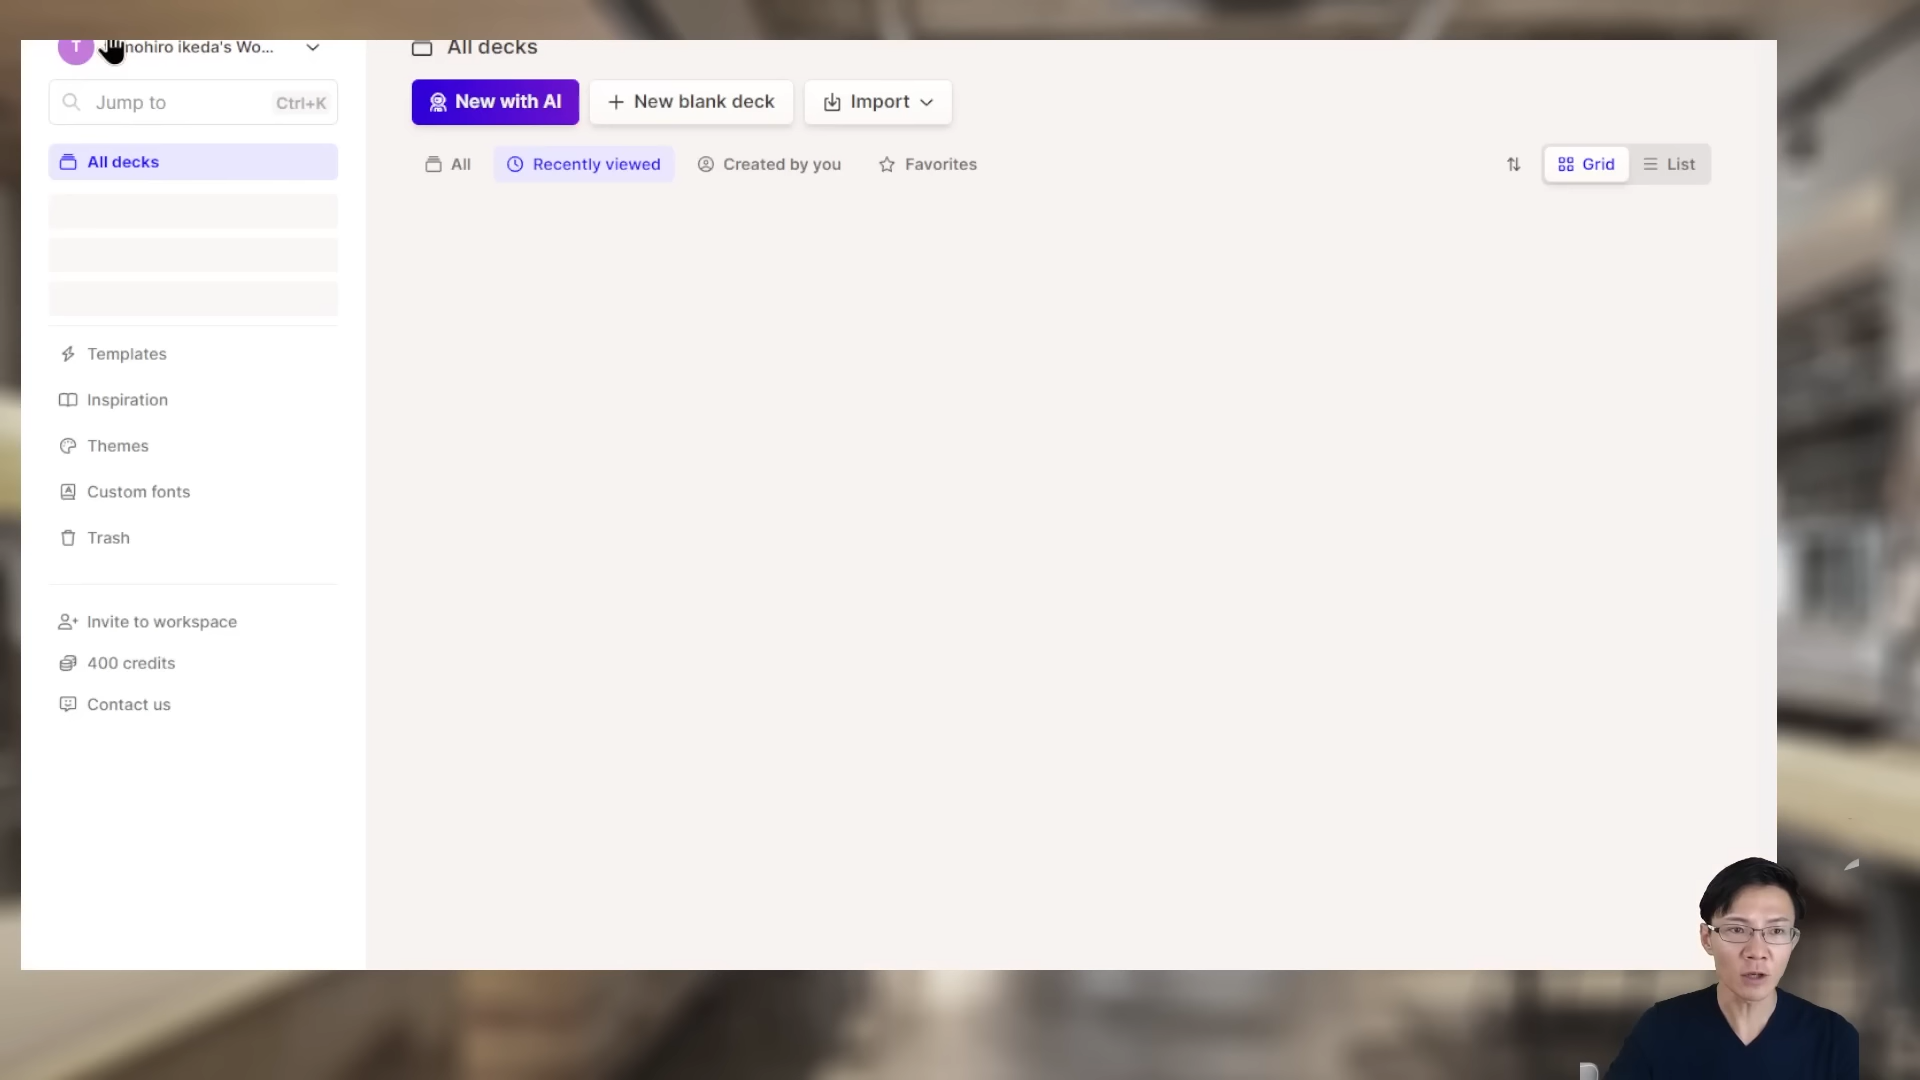 T
nohiro ikeda's Wo...
All decks
Jump to
Ctrl+K
New with AI
New blank deck
Import
All decks
All
Recently viewed
Created by you
Favorites
Grid
List
Templates
Inspiration
Themes
Custom fonts
Trash
Invite to workspace
400 credits
Contact us